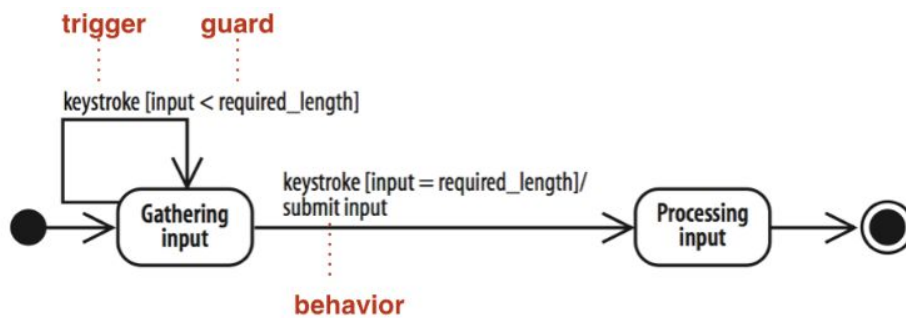 trigger guard
keystroke [input < required_length]
keystroke [input = required_length]/
submit input
Gathering
input
Processing
input
behavior